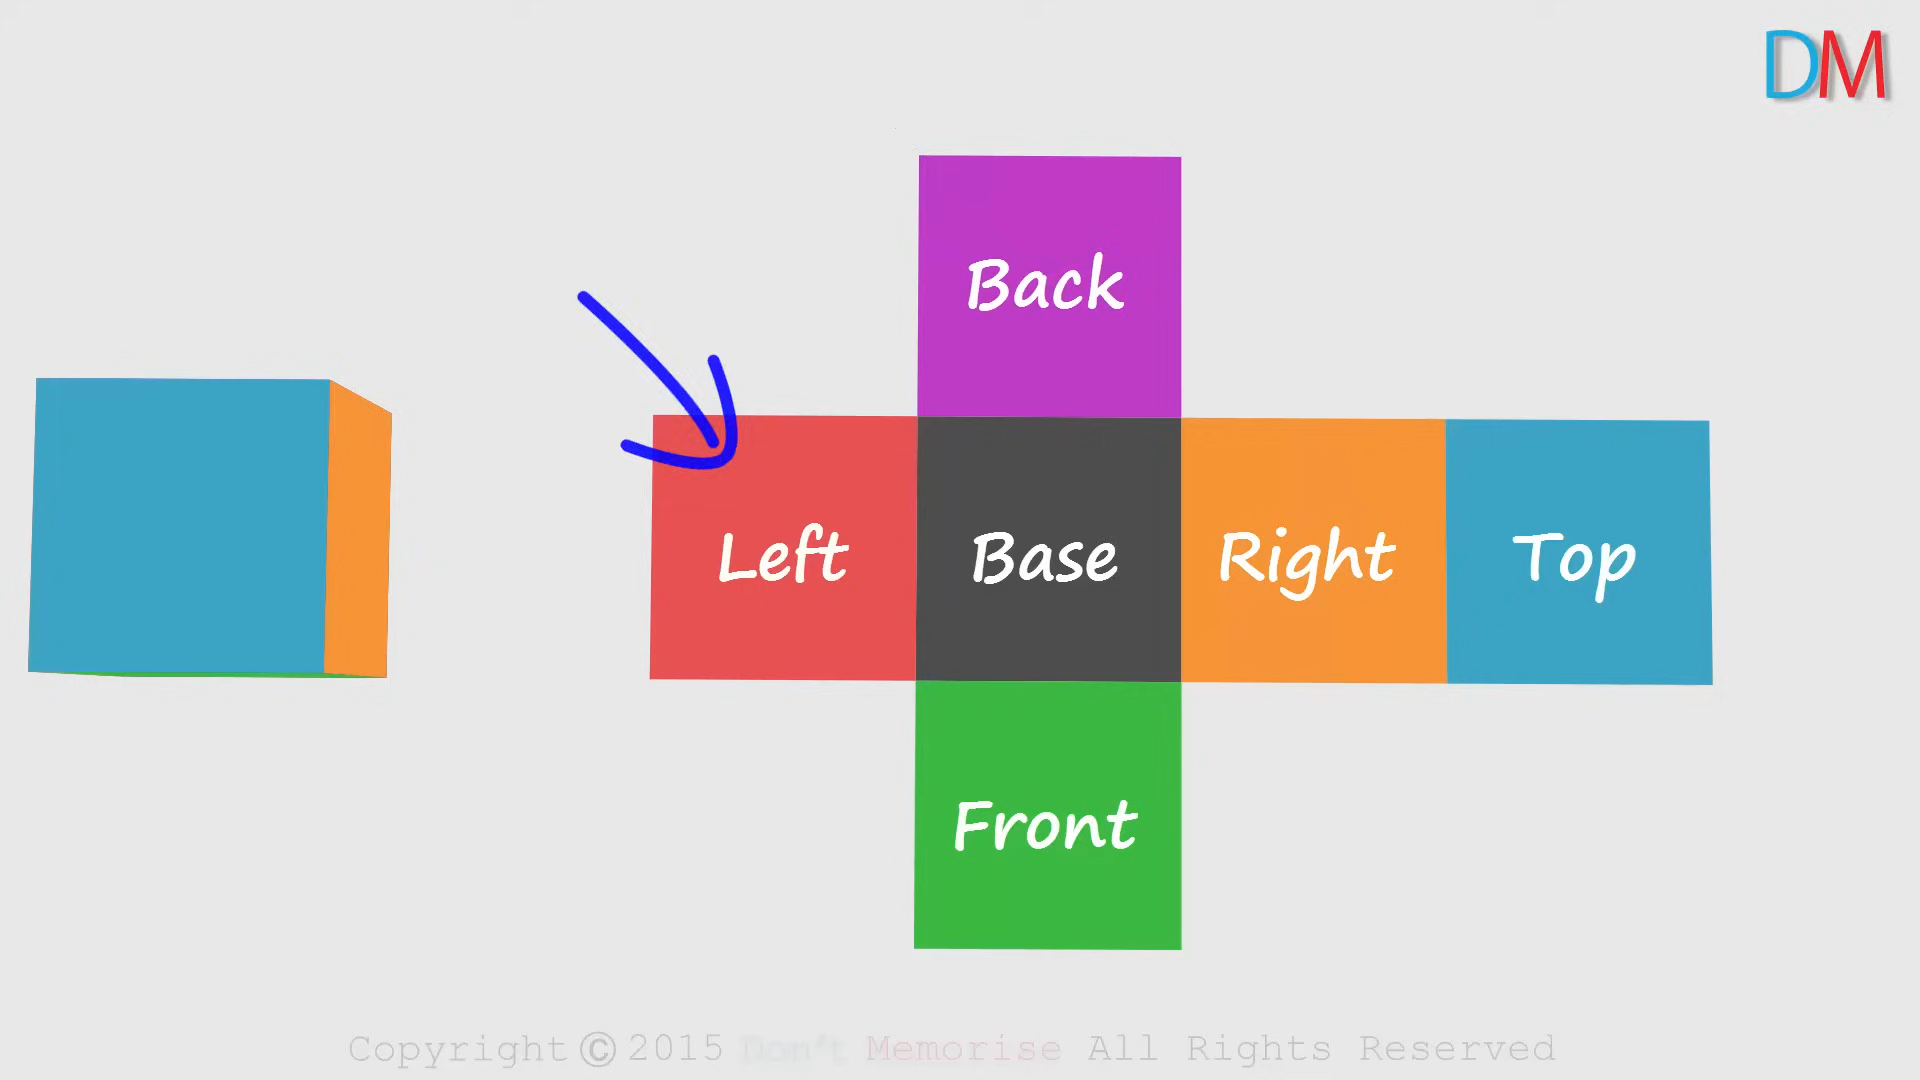 DM
Back
Left Base Right Top
Front
Copyright © 2015 Don't Memorise All Rights Reserved